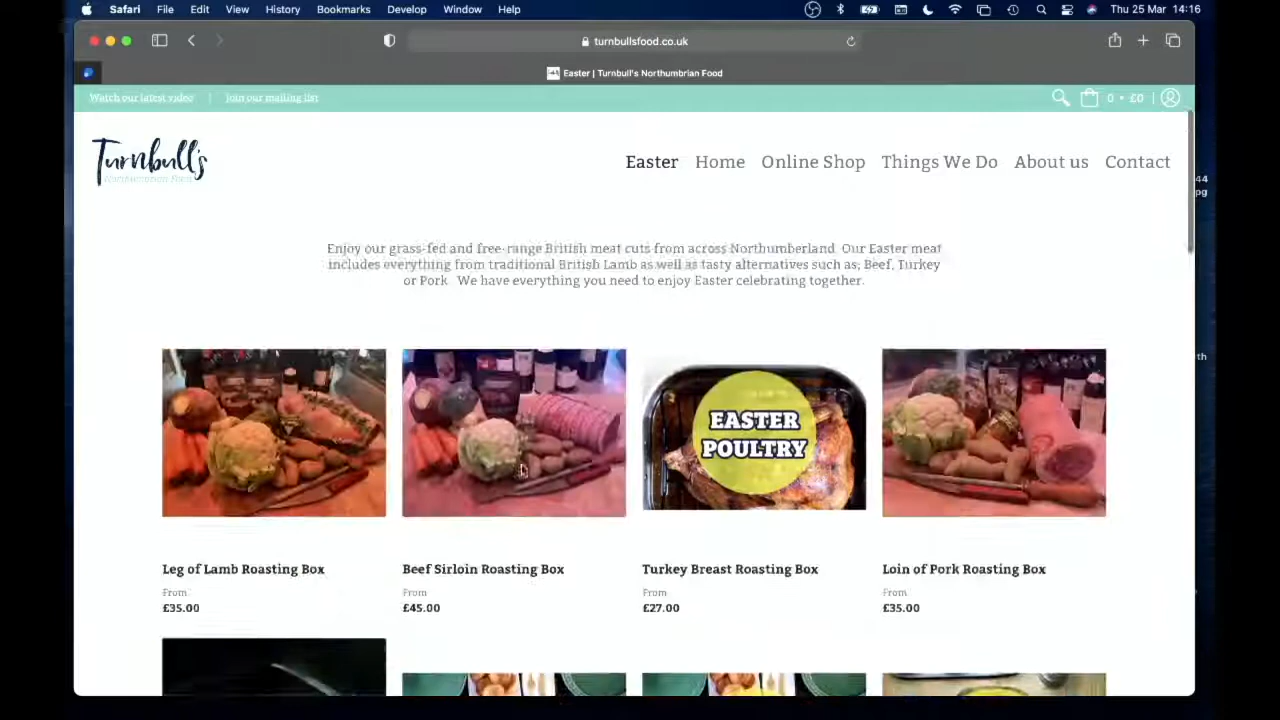 Safari File Edit View History Bookmarks Develop Window Help Thu 25 Mar 14:16
turnbullsfood.co.uk
Easter | Turnbull's Northumbrian Food
Watch our latest video | Join our mailing list 0 • £0 |
Turnbull's
Northumbrian Food
Easter Home Online Shop Things We Do About us Contact
44
pg
Enjoy our grass-fed and free-range British meat cuts from across Northumberland. Our Easter meat
includes everything from traditional British Lamb as well as tasty alternatives such as; Beef, Turkey
or Pork. We have everything you need to enjoy Easter celebrating together.
th
EASTER
POULTRY
Leg of Lamb Roasting Box Beef Sirloin Roasting Box Turkey Breast Roasting Box Loin of Pork Roasting Box
From From From From
£35.00 £45.00 £27.00 £35.00